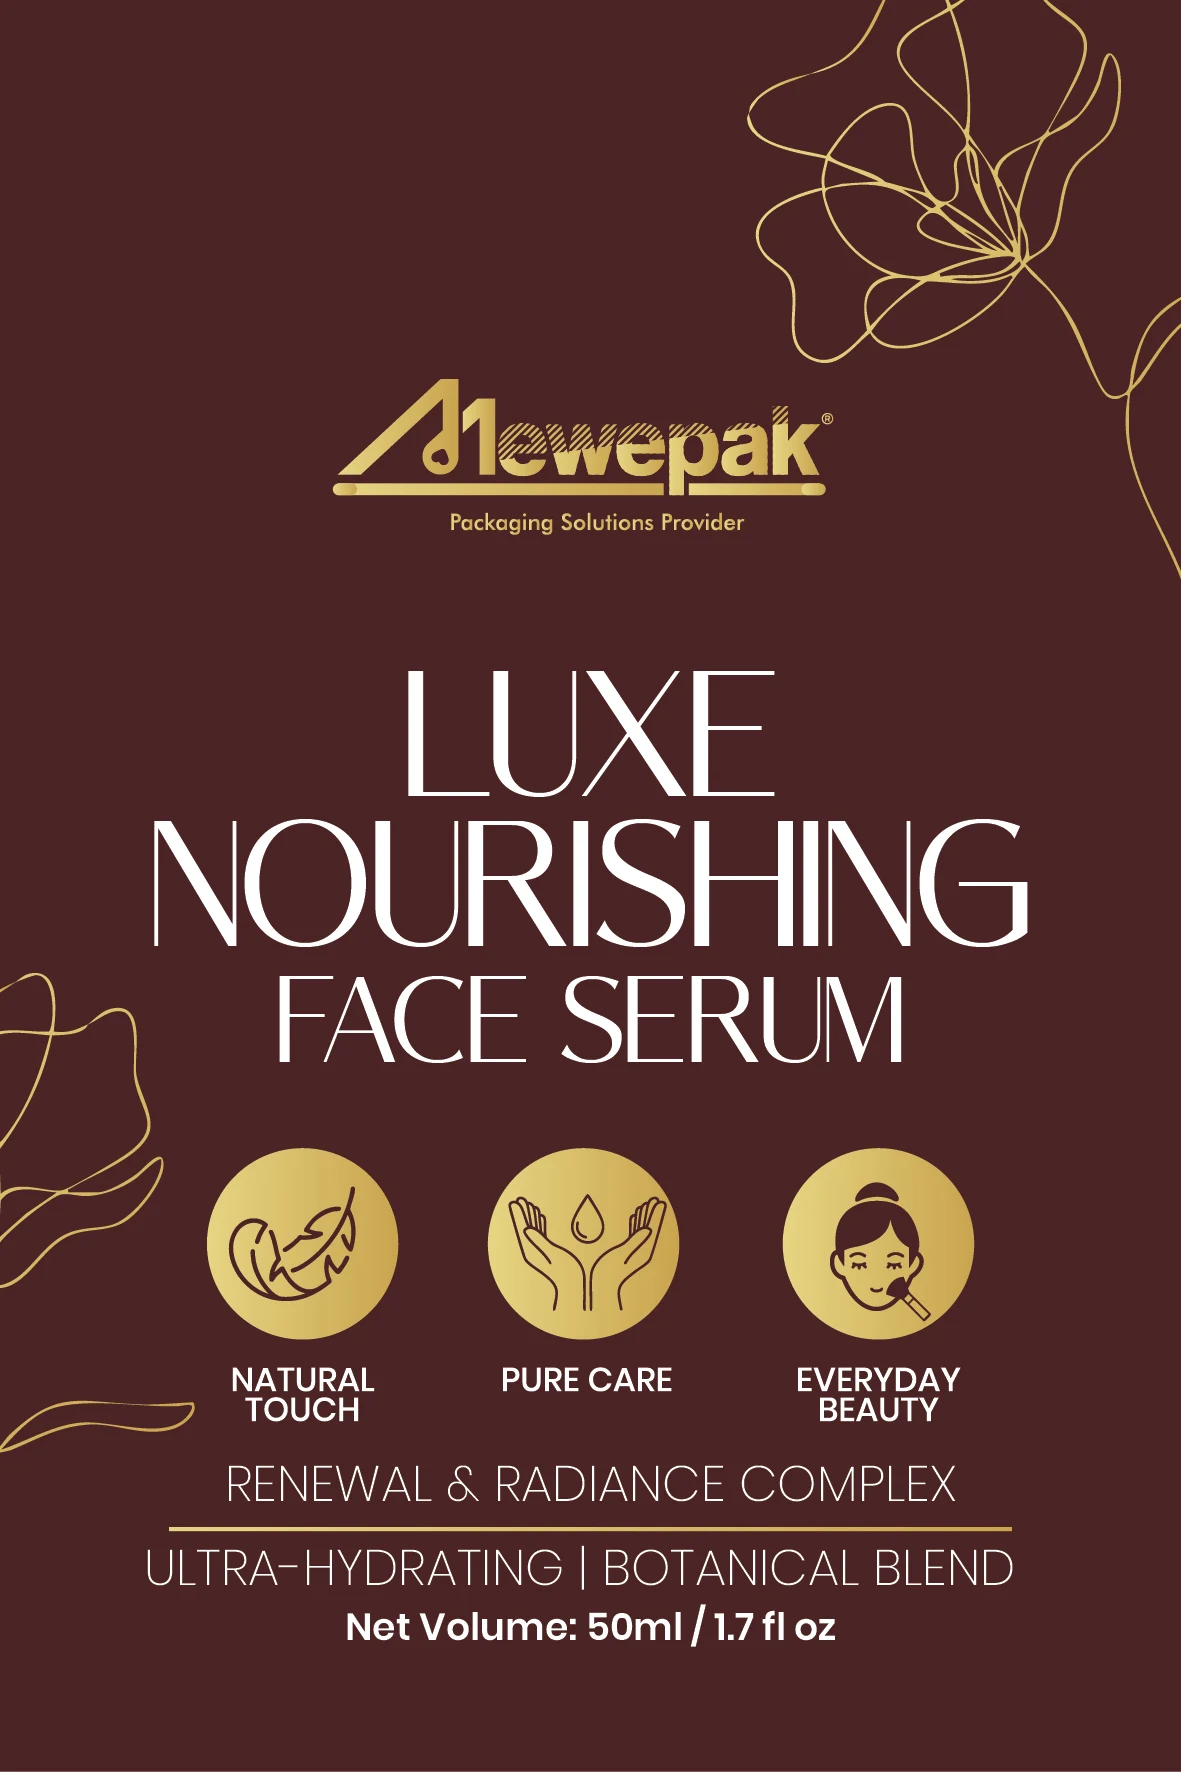 Mewepak®
Packaging Solutions Provider
LUXE
NOURISHING
FACE SERUM
NATURAL
TOUCH
PURE CARE
EVERYDAY
BEAUTY
RENEWAL & RADIANCE COMPLEX
ULTRA-HYDRATING | BOTANICAL BLEND
Net Volume: 50ml / 1.7 fl oz